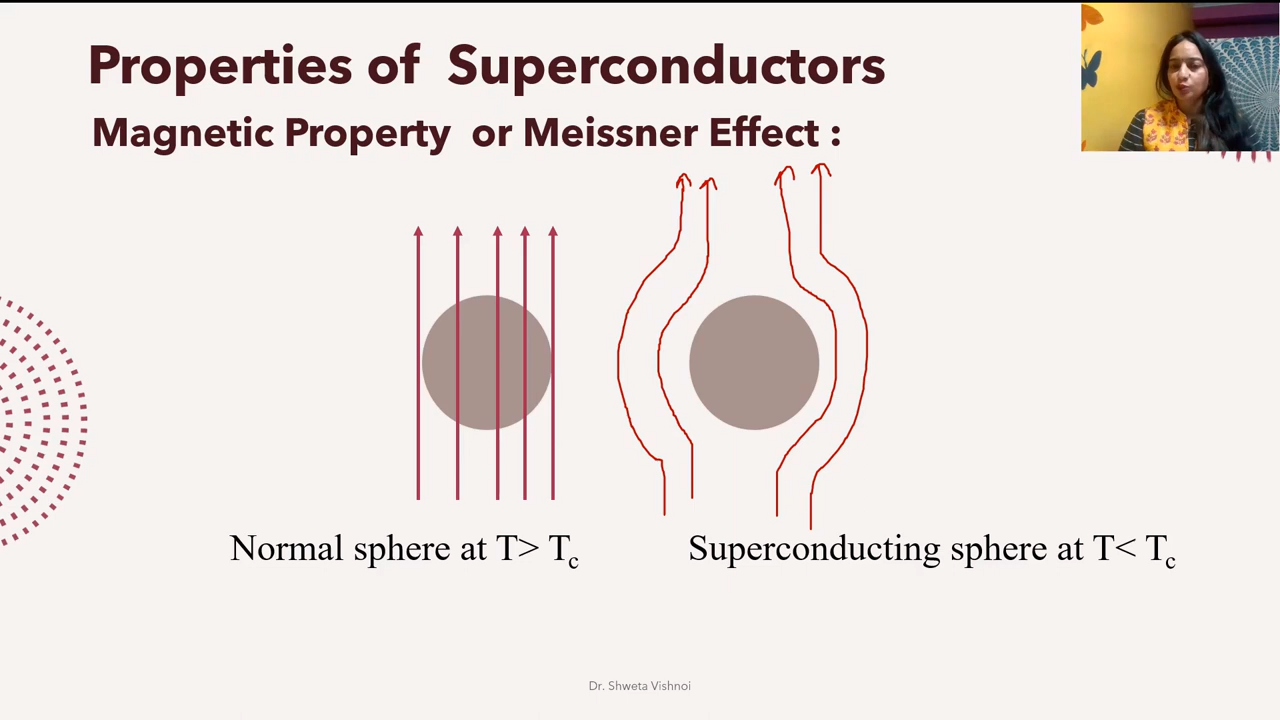 Properties of Superconductors
Magnetic Property or Meissner Effect :
Normal sphere at T> Tc
Superconducting sphere at T< Tc
Dr. Shweta Vishnoi